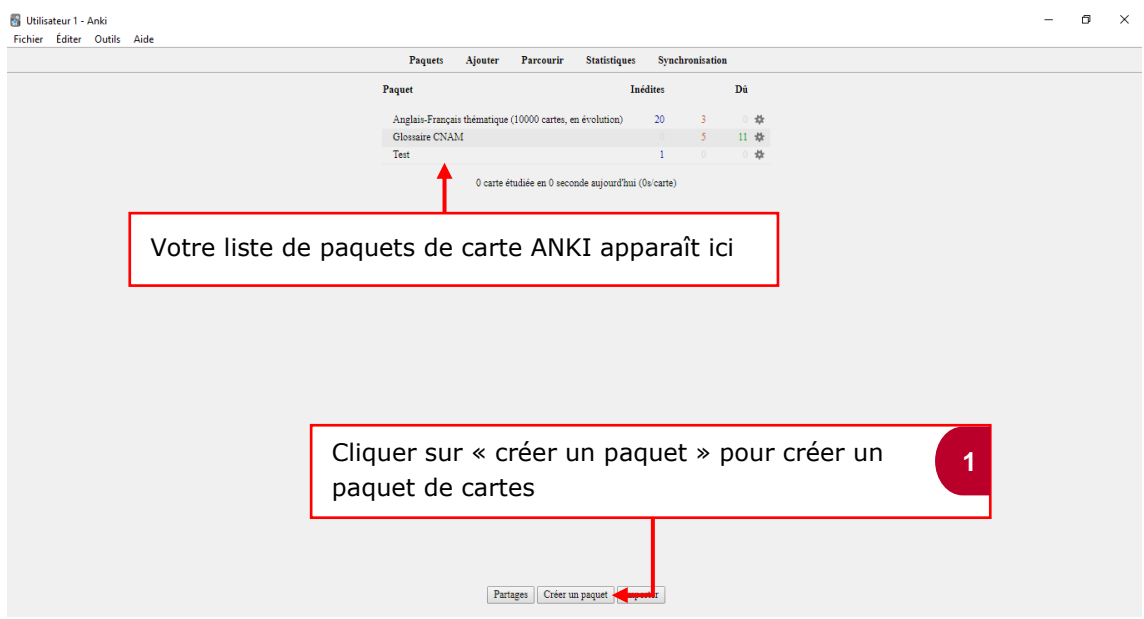 Utilisateur 1 - Anki
Fichier Éditer Outils Aide
Paquets Ajouter Parcourir Statistiques Synchronisation
Paquet Inédites Dû
Anglais-Français thématique (10000 cartes, en évolution) 20 3 0
Glossaire CNAM 0 5 11
Test 1 0 0
0 carte étudiée en 0 seconde aujourd'hui (0s/carte)
Votre liste de paquets de carte ANKI apparaît ici
Cliquer sur « créer un paquet » pour créer un
paquet de cartes
1
Partages Créer un paquet